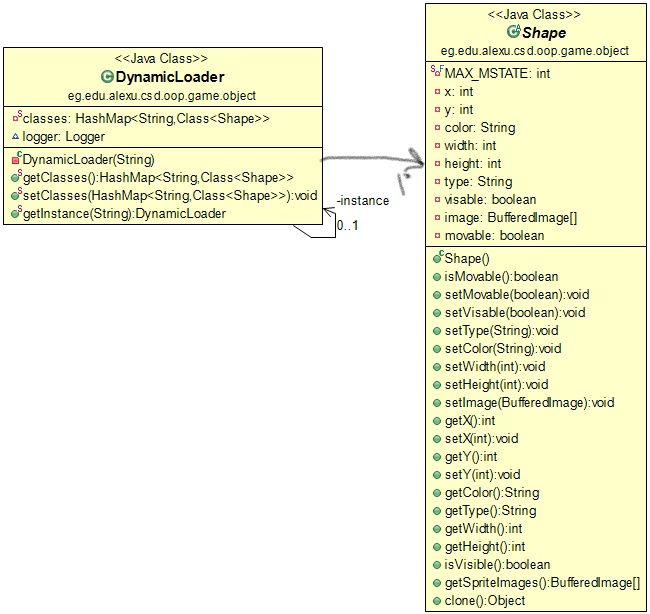 <<Java Class>>
DynamicLoader
eg.edu.alexu.csd.oop.game.object
classes: HashMap<String,Class<Shape>>
logger: Logger
DynamicLoader(String)
getClasses():HashMap<String,Class<Shape>>
setClasses(HashMap<String,Class<Shape>>):void
getInstance(String):DynamicLoader
-instance
0..1
<<Java Class>>
Shape
eg.edu.alexu.csd.oop.game.object
MAX_MSTATE: int
x: int
y: int
color: String
width: int
height: int
type: String
visable: boolean
image: BufferedImage[]
movable: boolean
Shape()
isMovable():boolean
setMovable(boolean):void
setVisable(boolean):void
setType(String):void
setColor(String):void
setWidth(int):void
setHeight(int):void
setImage(BufferedImage):void
getX():int
setX(int):void
getY():int
setY(int):void
getColor():String
getType():String
getWidth():int
getHeight():int
isVisible():boolean
getSpriteImages():BufferedImage[]
clone():Object